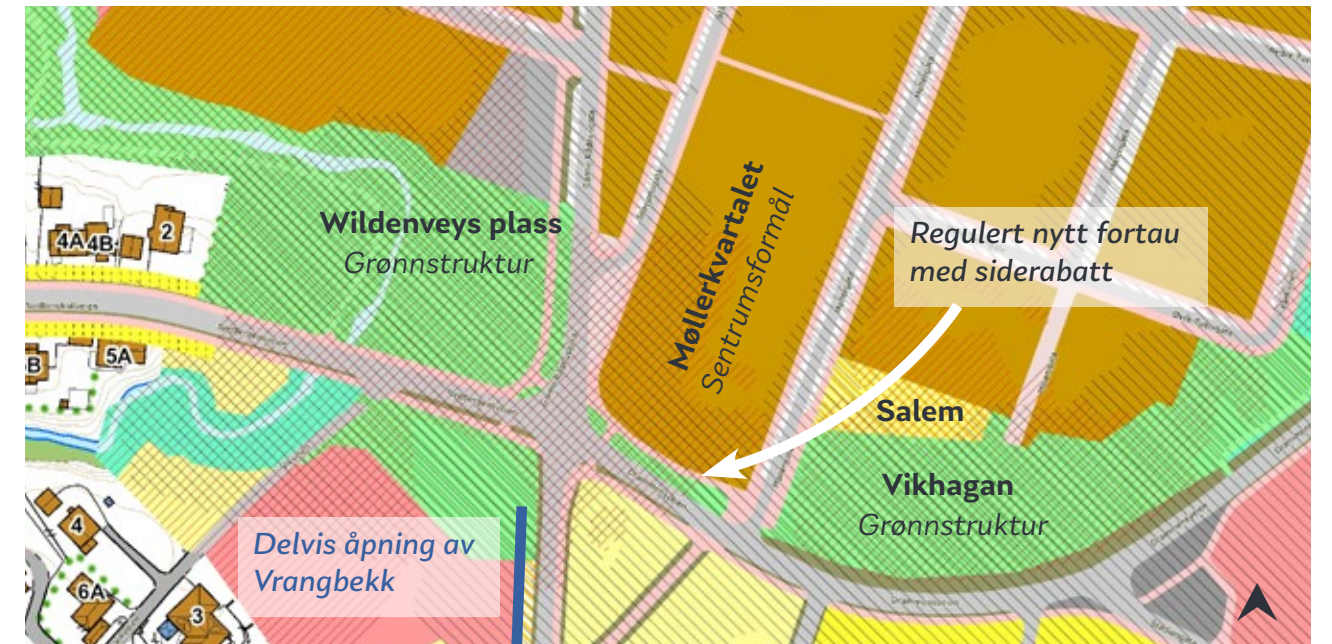 Wildenveys plass
Grønnstruktur
Møllerkvartalet
Sentrumsformål
Regulert nytt fortau
med siderabatt
Salem
Vikhagan
Grønnstruktur
Delvis åpning av
Vrangbekk
4A
4B
2
5A
B
4
6A
3